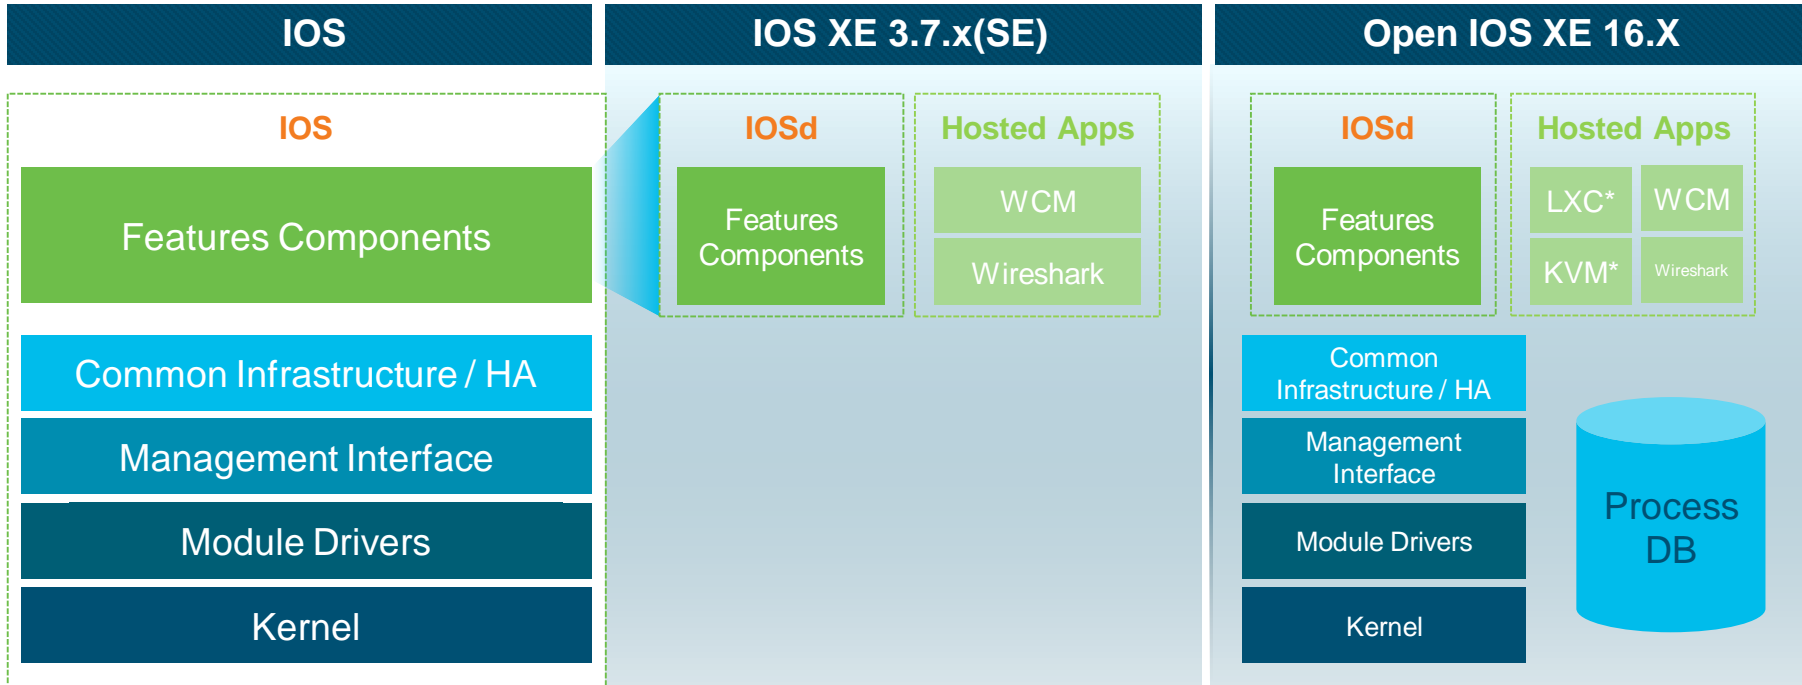 IOS
IOS XE 3.7.x(SE)
Open IOS XE 16.X
IOS
Features Components
Common Infrastructure / HA
Management Interface
Module Drivers
Kernel
IOSd
Features
Components
Hosted Apps
WCM
Wireshark
IOSd
Features
Components
Hosted Apps
LXC*
WCM
KVM*
Wireshark
Common
Infrastructure / HA
Management
Interface
Module Drivers
Kernel
Process
DB